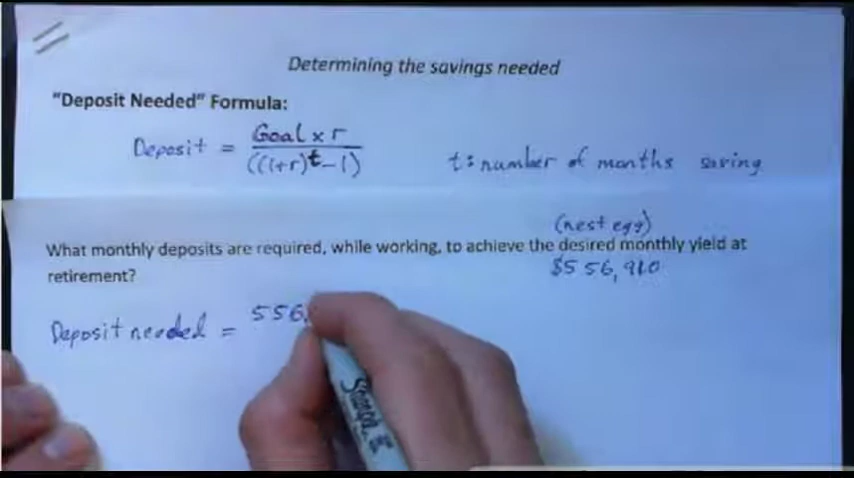 Determining the savings needed
"Deposit Needed" Formula:
Deposit = Goal x r
((1+r)t-1)
t: number of months saving
(nest egg)
What monthly deposits are required, while working, to achieve the desired monthly yield at
$556,910
retirement?
Deposit needed = 556,
Sharpie